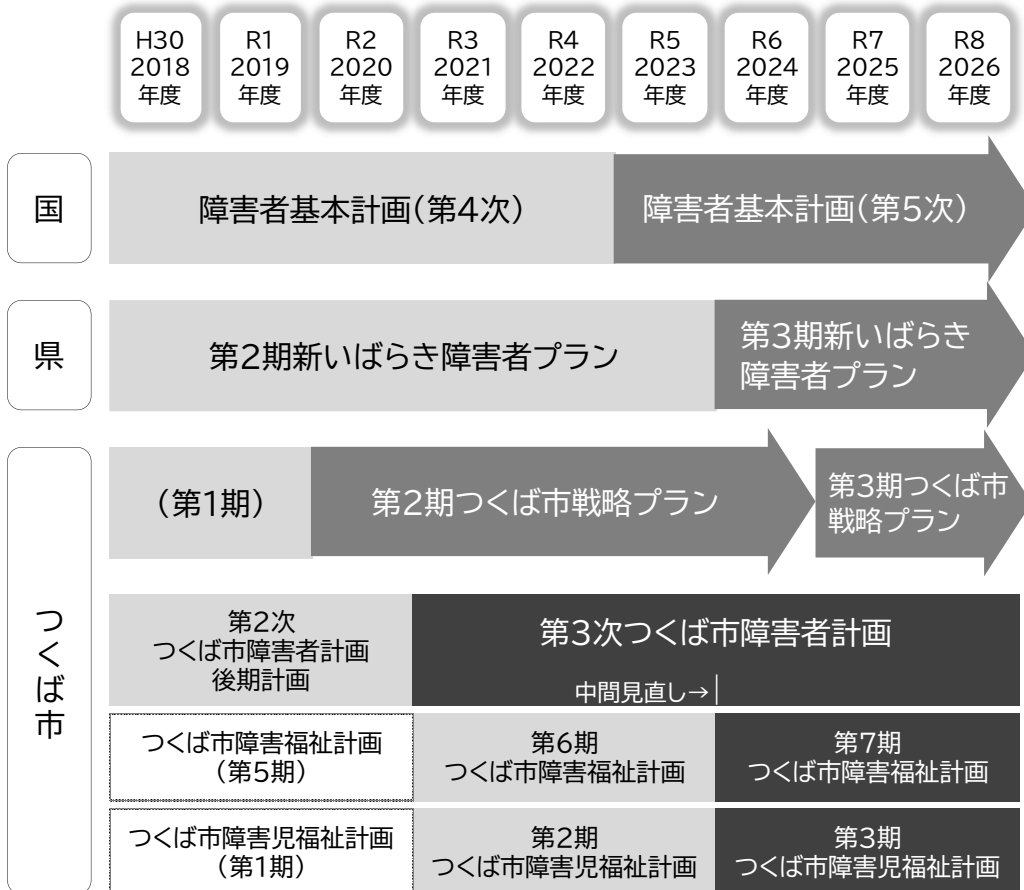 H30
2018
年度
R1
2019
年度
R2
2020
年度
R3
2021
年度
R4
2022
年度
R5
2023
年度
R6
2024
年度
R7
2025
年度
R8
2026
年度
国
障害者基本計画(第4次)
障害者基本計画(第5次)
県
第2期新いばらき障害者プラン
第3期新いばらき
障害者プラン
つくば市
(第1期)
第2期つくば市戦略プラン
第3期つくば市
戦略プラン
第2次
つくば市障害者計画
後期計画
第3次つくば市障害者計画
中間見直し→
つくば市障害福祉計画
(第5期)
第6期
つくば市障害福祉計画
第7期
つくば市障害福祉計画
つくば市障害児福祉計画
(第1期)
第2期
つくば市障害児福祉計画
第3期
つくば市障害児福祉計画